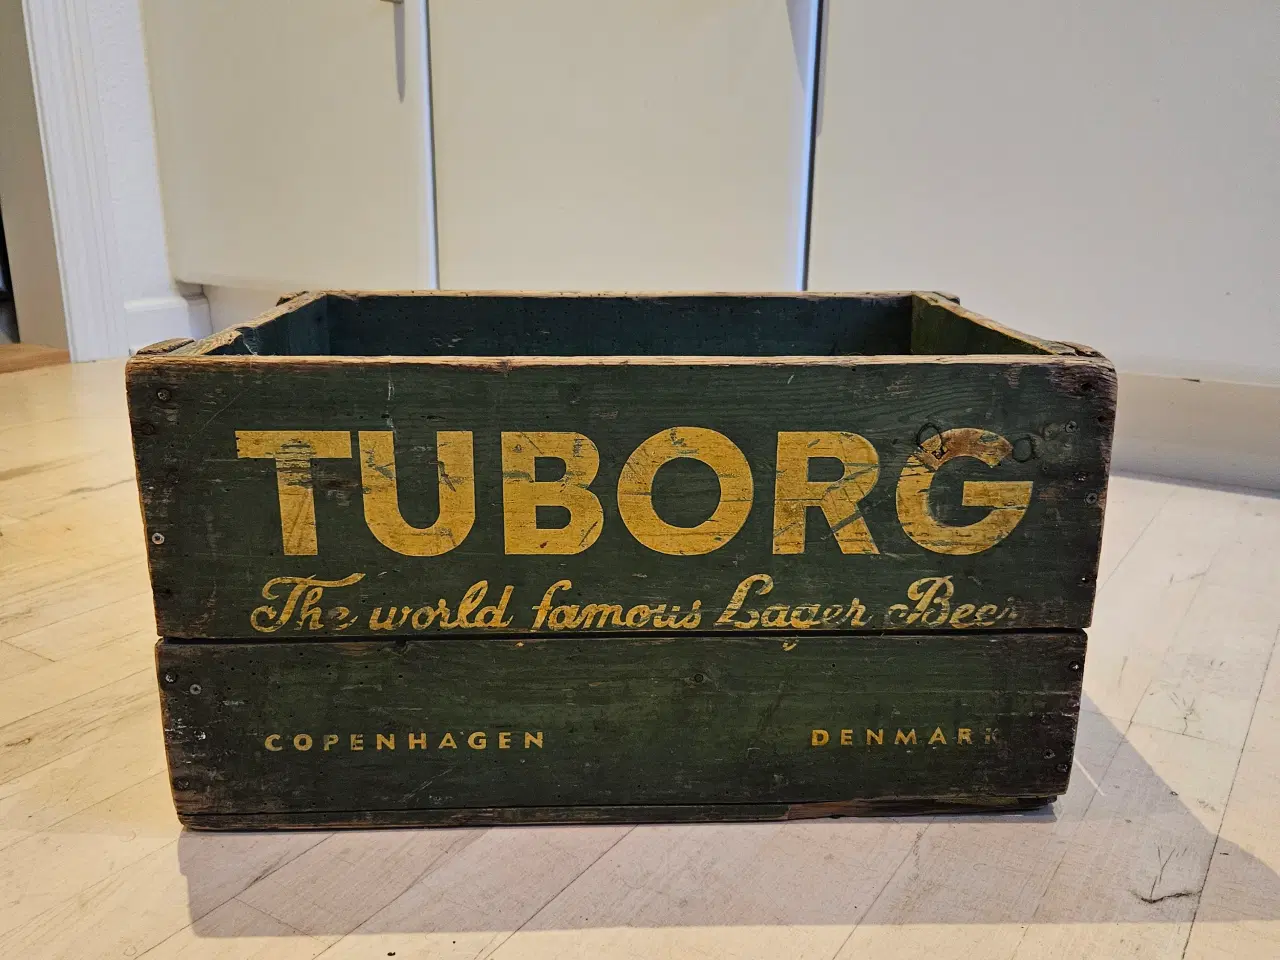 TUBORG
The world famous Lager Beer
COPENHAGEN DENMARK